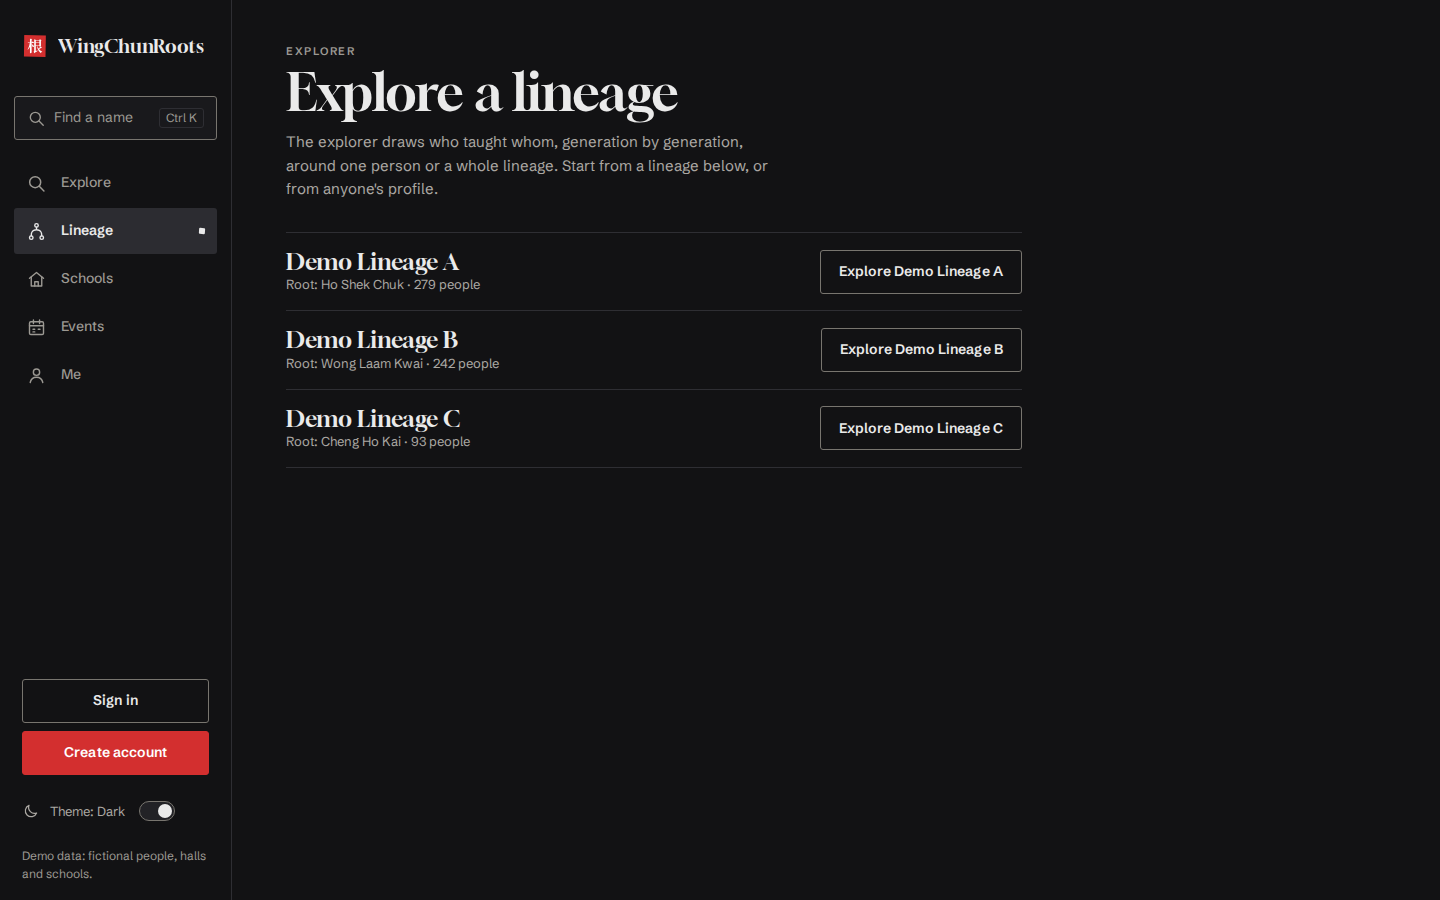 根 WingChunRoots
Find a name Ctrl K
Explore
Lineage
Schools
Events
Me
Sign in
Create account
Theme: Dark
Demo data: fictional people, halls
and schools.
EXPLORER
Explore a lineage
The explorer draws who taught whom, generation by generation,
around one person or a whole lineage. Start from a lineage below, or
from anyone's profile.
Demo Lineage A
Root: Ho Shek Chuk · 279 people
Explore Demo Lineage A
Demo Lineage B
Root: Wong Laam Kwai · 242 people
Explore Demo Lineage B
Demo Lineage C
Root: Cheng Ho Kai · 93 people
Explore Demo Lineage C